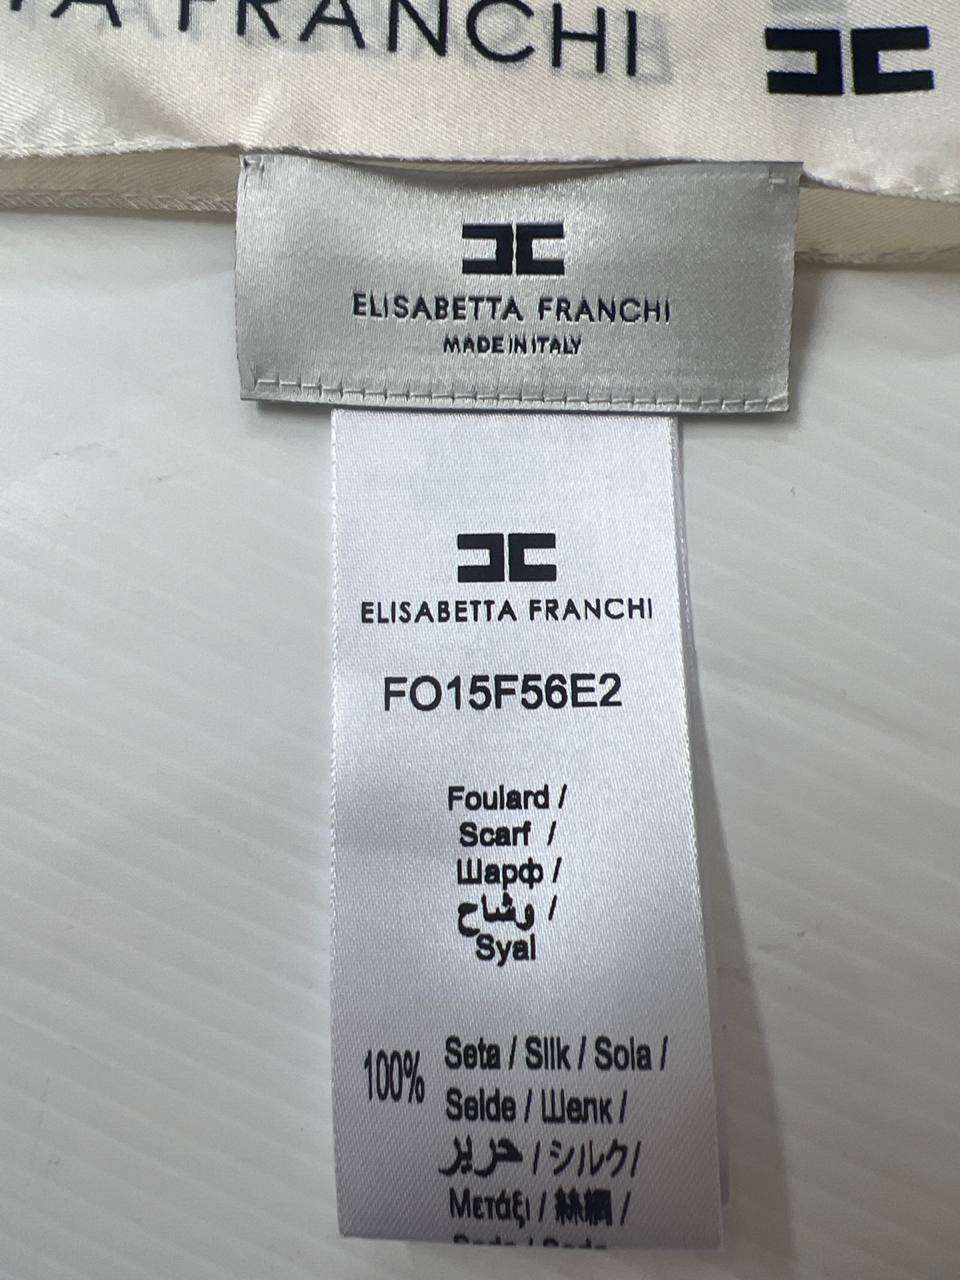 FRANCHI
ELISABETTA FRANCHI
MADE IN ITALY
ELISABETTA FRANCHI
FO15F56E2
Foulard /
Scarf /
Шарф /
وشاح /
Syal
100% Seta / Silk / Soia /
Seide / Шелк /
حرير / シルク/
Μετάξι / 絲綢 /